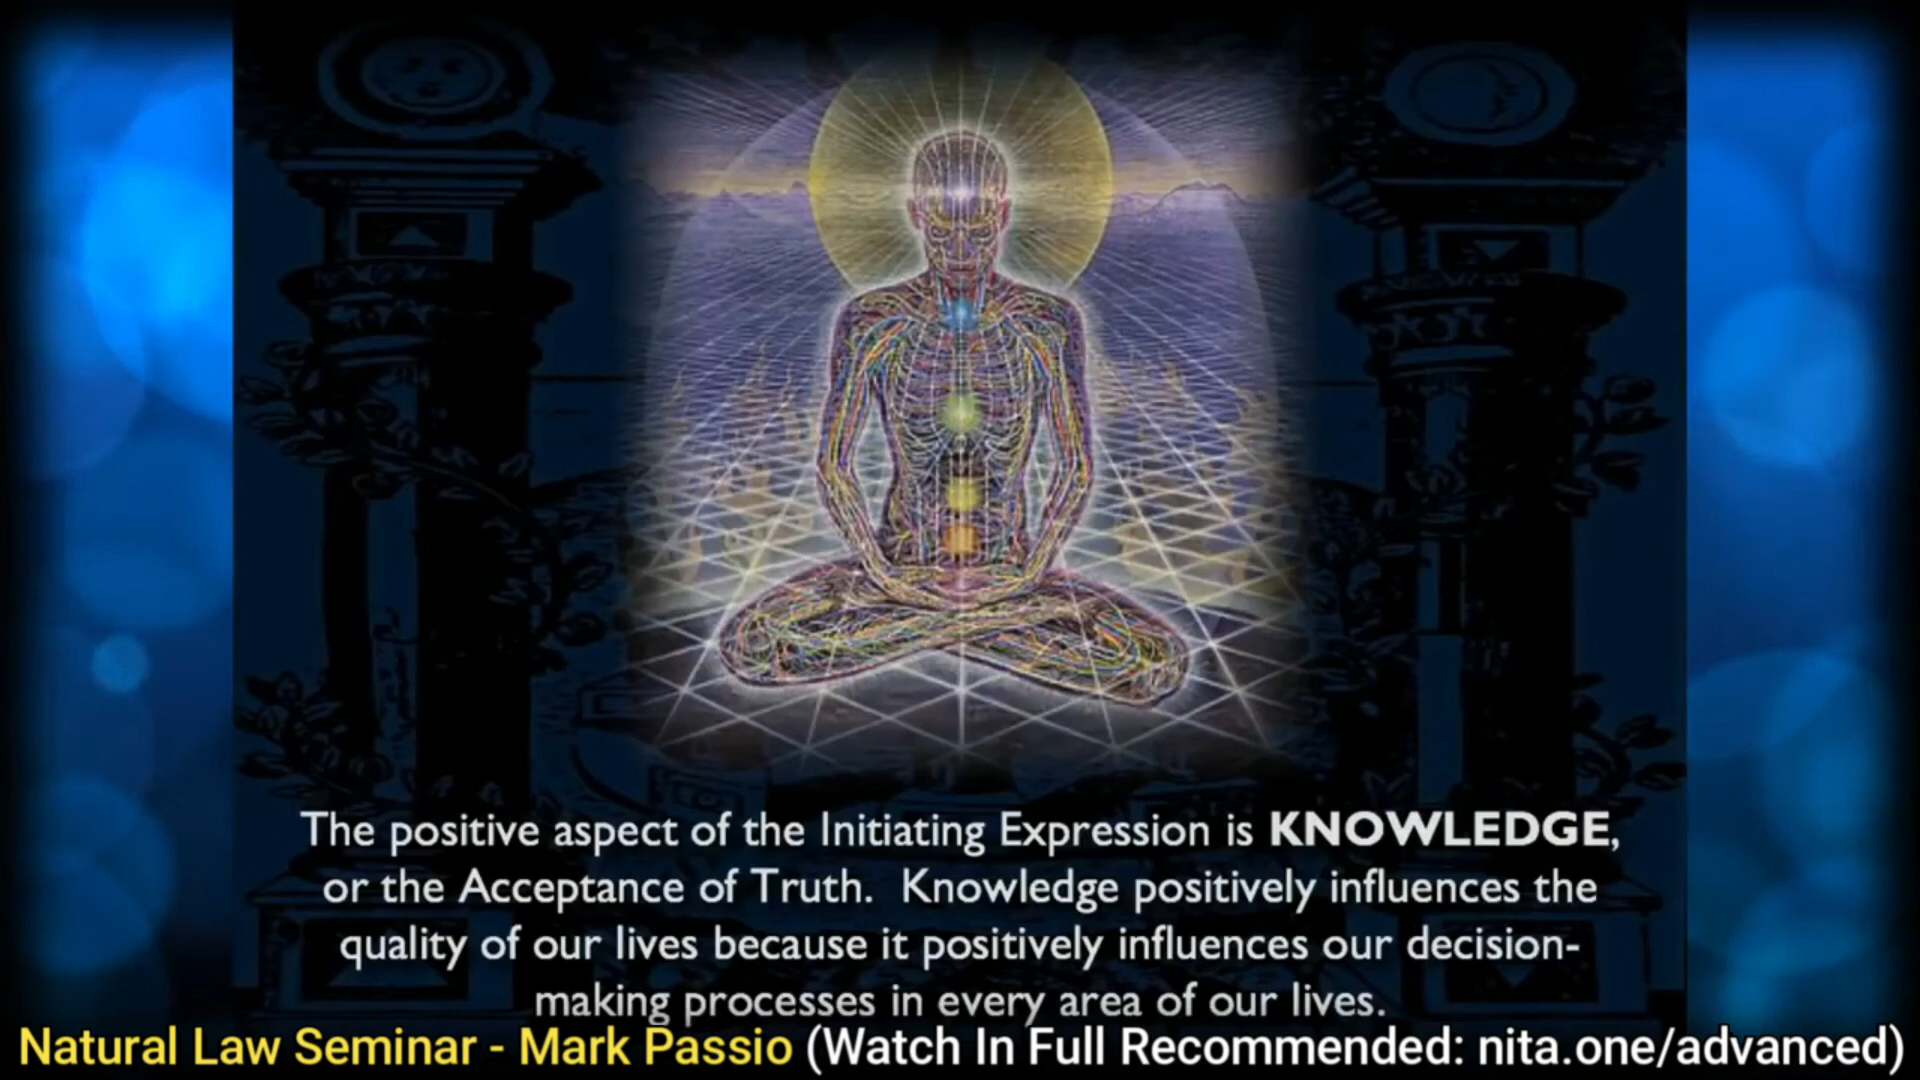 The positive aspect of the Initiating Expression is KNOWLEDGE,
or the Acceptance of Truth. Knowledge positively influences the
quality of our lives because it positively influences our decision-
making processes in every area of our lives.
Natural Law Seminar - Mark Passio (Watch In Full Recommended: nita.one/advanced)